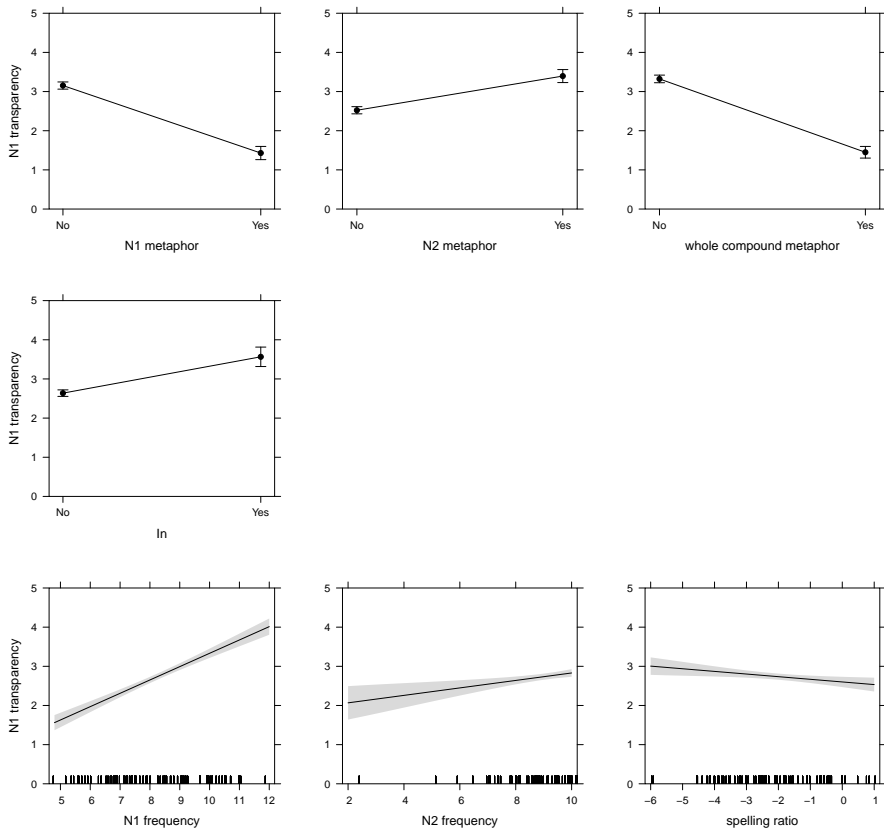 5
4
3
2
1
0
N1 transparency
No Yes
N1 metaphor
5
4
3
2
1
0
No Yes
N2 metaphor
5
4
3
2
1
0
No Yes
whole compound metaphor
5
4
3
2
1
0
N1 transparency
No Yes
In
5
4
3
2
1
0
N1 transparency
5 6 7 8 9 10 11 12
N1 frequency
5
4
3
2
1
0
2 4 6 8 10
N2 frequency
5
4
3
2
1
0
−6 −5 −4 −3 −2 −1 0 1
spelling ratio